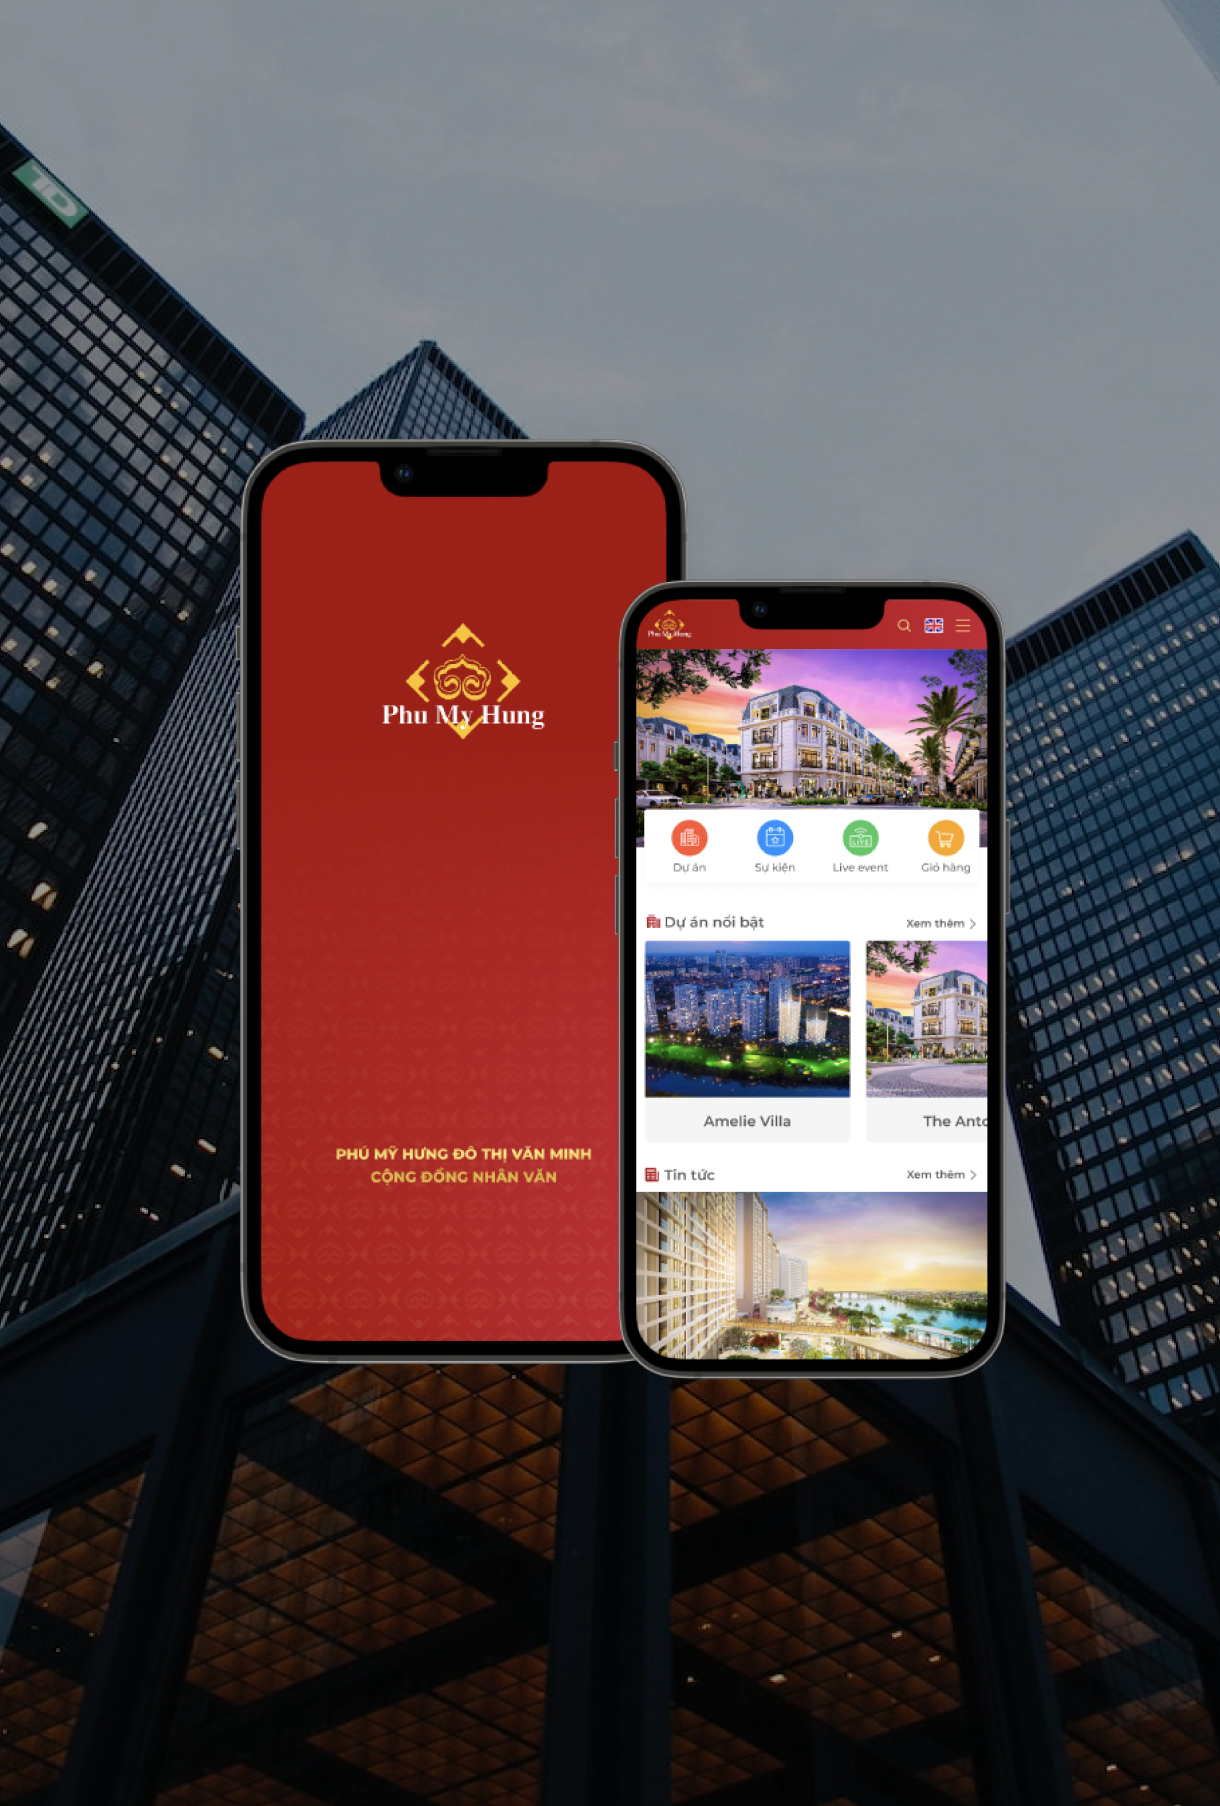 TD
Phu My Hung
PHÚ MỸ HƯNG ĐÔ THỊ VĂN MINH
CỘNG ĐỒNG NHÂN VĂN
Phu My Hung
Dự án
Sự kiện
LIVE
Live event
Giỏ hàng
Dự án nổi bật
Xem thêm
Amelie Villa
The Anto
Tin tức
Xem thêm